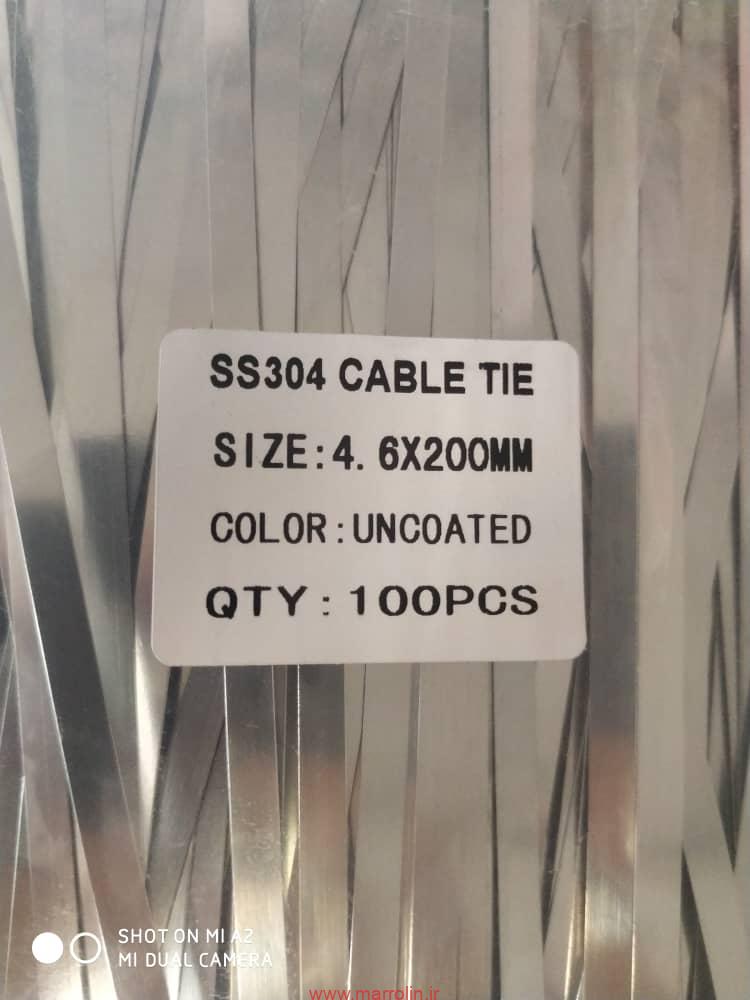 SS304 CABLE TIE
SIZE:4. 6X200MM
COLOR:UNCOATED
QTY: 100PCS
SHOT ON MI A2
MI DUAL CAMERA
www.marrolin.ir